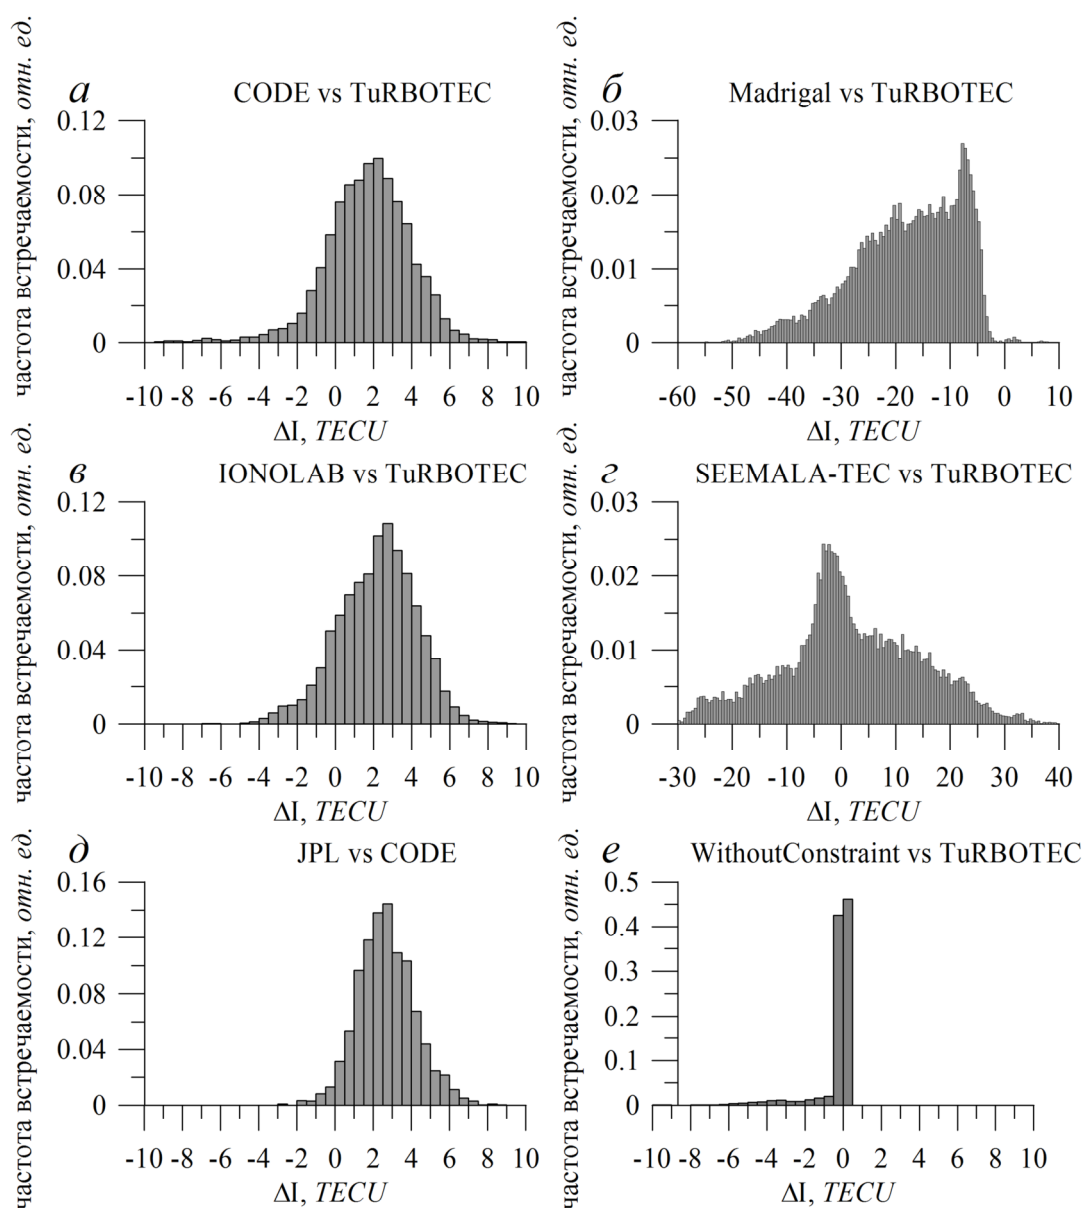 а CODE vs TuRBOTEC
частота встречаемости, отн. ед.
0.12
0.08
0.04
0
-10 -8 -6 -4 -2 0 2 4 6 8 10
ΔI, TECU
б Madrigal vs TuRBOTEC
частота встречаемости, отн. ед.
0.03
0.02
0.01
0
-60 -50 -40 -30 -20 -10 0 10
ΔI, TECU
в IONOLAB vs TuRBOTEC
частота встречаемости, отн. ед.
0.12
0.08
0.04
0
-10 -8 -6 -4 -2 0 2 4 6 8 10
ΔI, TECU
г SEEMALA-TEC vs TuRBOTEC
частота встречаемости, отн. ед.
0.03
0.02
0.01
0
-30 -20 -10 0 10 20 30 40
ΔI, TECU
д JPL vs CODE
частота встречаемости, отн. ед.
0.16
0.12
0.08
0.04
0
-10 -8 -6 -4 -2 0 2 4 6 8 10
ΔI, TECU
е WithoutConstraint vs TuRBOTEC
частота встречаемости, отн. ед.
0.5
0.4
0.3
0.2
0.1
0
-10 -8 -6 -4 -2 0 2 4 6 8 10
ΔI, TECU